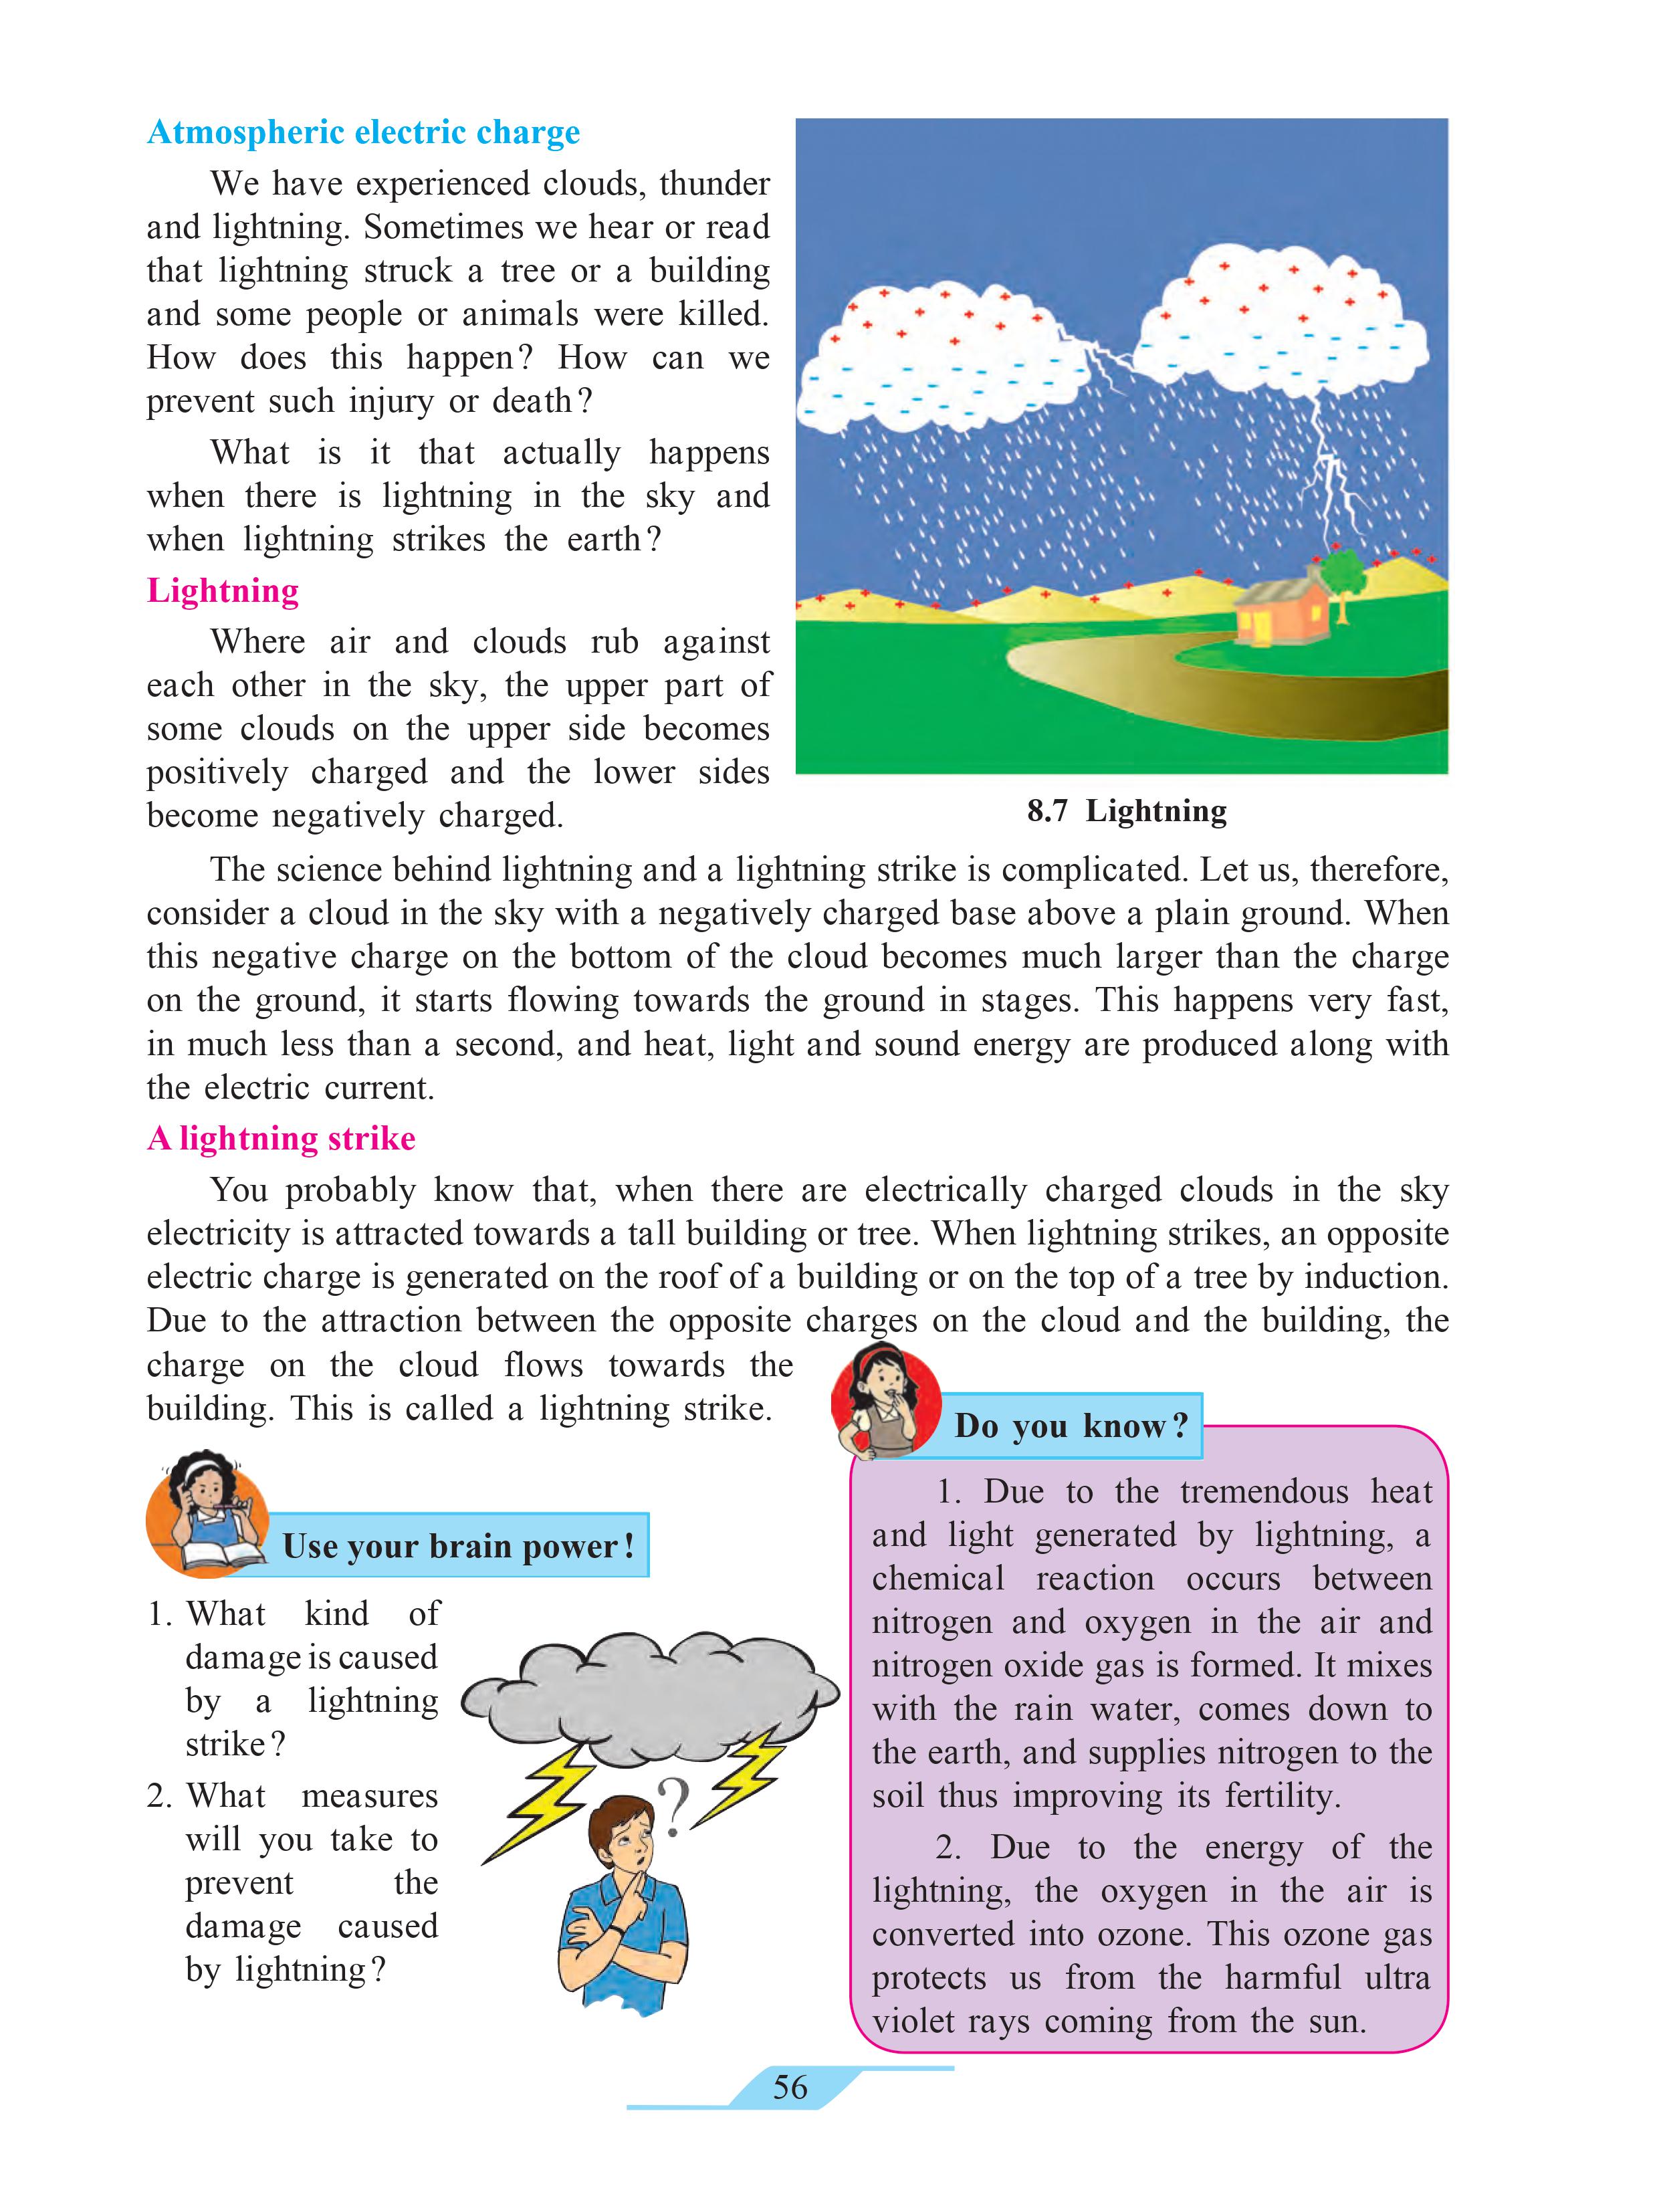 Atmospheric electric charge
We have experienced clouds, thunder
and lightning. Sometimes we hear or read
that lightning struck a tree or a building
and some people or animals were killed.
How does this happen? How can we
prevent such injury or death?
What is it that actually happens
when there is lightning in the sky and
when lightning strikes the earth?
Lightning
Where air and clouds rub against
each other in the sky, the upper part of
some clouds on the upper side becomes
positively charged and the lower sides
become negatively charged.
8.7 Lightning
The science behind lightning and a lightning strike is complicated. Let us, therefore,
consider a cloud in the sky with a negatively charged base above a plain ground. When
this negative charge on the bottom of the cloud becomes much larger than the charge
on the ground, it starts flowing towards the ground in stages. This happens very fast,
in much less than a second, and heat, light and sound energy are produced along with
the electric current.
A lightning strike
You probably know that, when there are electrically charged clouds in the sky
electricity is attracted towards a tall building or tree. When lightning strikes, an opposite
electric charge is generated on the roof of a building or on the top of a tree by induction.
Due to the attraction between the opposite charges on the cloud and the building, the
charge on the cloud flows towards the
building. This is called a lightning strike.
Use your brain power!
1. What kind of
damage is caused
by a lightning
strike?
2. What measures
will you take to
prevent the
damage caused
by lightning?
?
Do you know?
1. Due to the tremendous heat
and light generated by lightning, a
chemical reaction occurs between
nitrogen and oxygen in the air and
nitrogen oxide gas is formed. It mixes
with the rain water, comes down to
the earth, and supplies nitrogen to the
soil thus improving its fertility.
2. Due to the energy of the
lightning, the oxygen in the air is
converted into ozone. This ozone gas
protects us from the harmful ultra
violet rays coming from the sun.
56